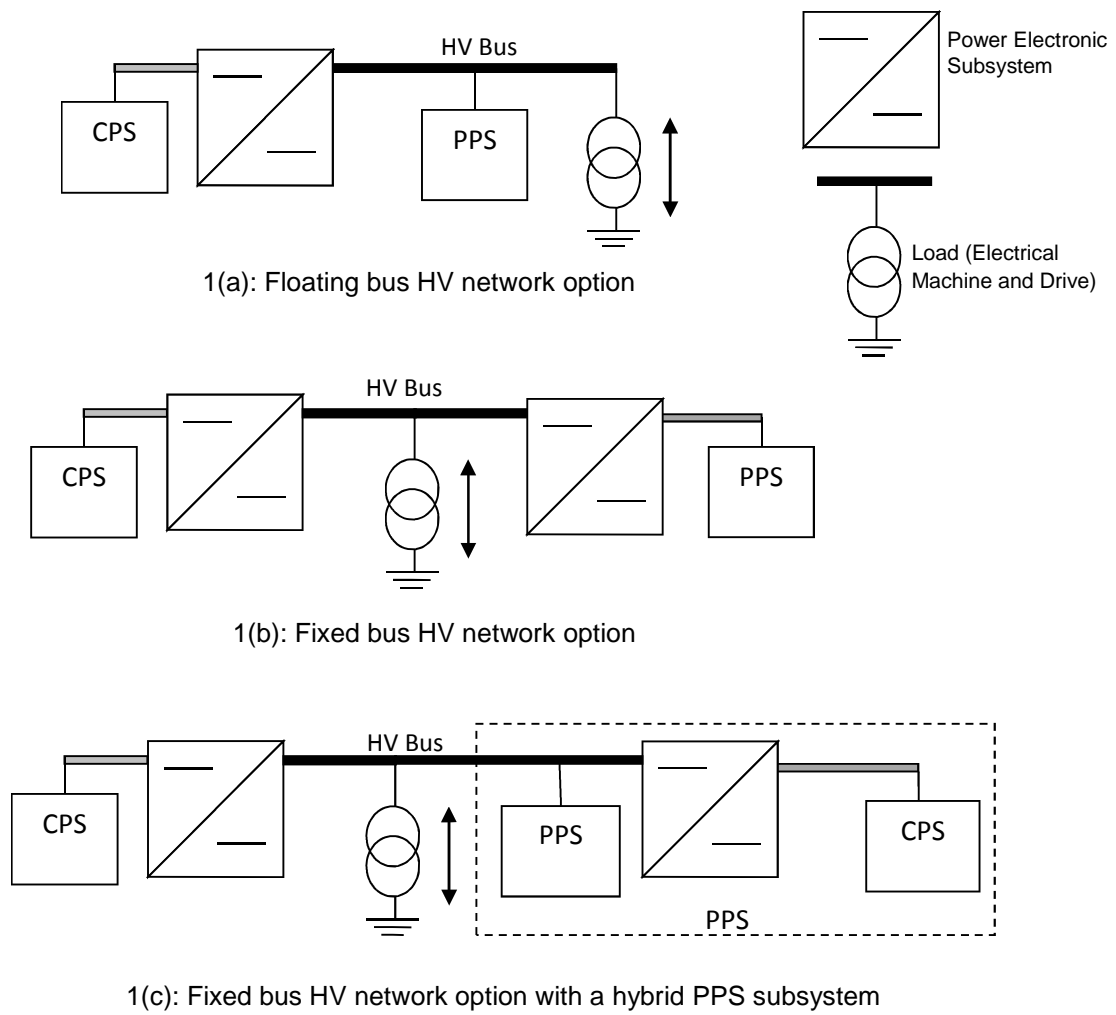 HV Bus
CPS
PPS
Power Electronic
Subsystem
Load (Electrical
Machine and Drive)
1(a): Floating bus HV network option
HV Bus
CPS
PPS
1(b): Fixed bus HV network option
HV Bus
CPS
PPS
CPS
PPS
1(c): Fixed bus HV network option with a hybrid PPS subsystem